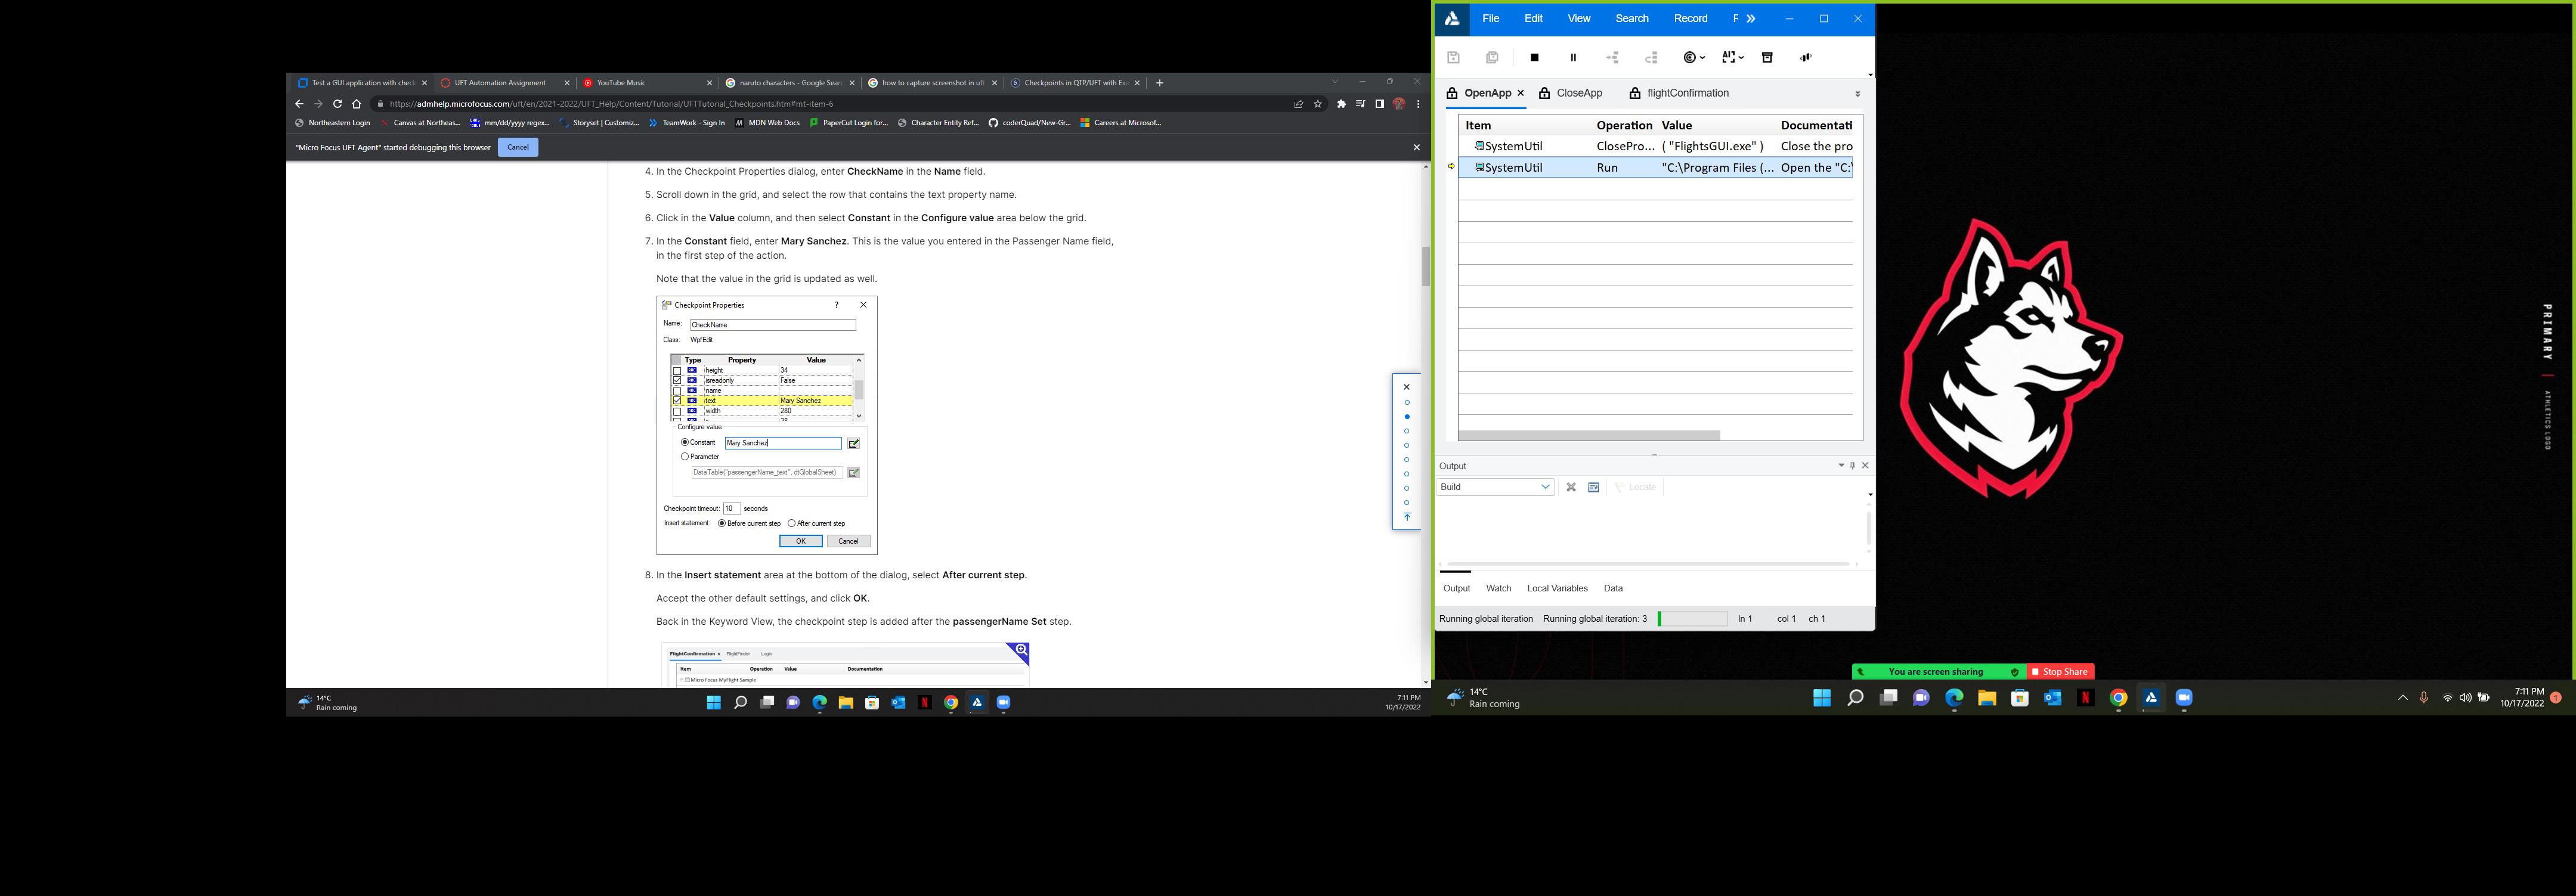 Test a GUI application with check
UFT Automation Assignment
YouTube Music
naruto characters - Google Sear
how to capture screenshot in uft
Checkpoints in QTP/UFT with Exa
https://admhelp.microfocus.com/uft/en/2021-2022/UFT_Help/Content/Tutorial/UFTTutorial_Checkpoints.htm#mt-item-6
Northeastern Login
Canvas at Northeas...
mm/dd/yyyy regex...
Storyset | Customiz...
TeamWork - Sign In
MDN Web Docs
PaperCut Login for...
Character Entity Ref...
coderQuad/New-Gr...
Careers at Microsof...
"Micro Focus UFT Agent" started debugging this browser
Cancel
4. In the Checkpoint Properties dialog, enter CheckName in the Name field.
5. Scroll down in the grid, and select the row that contains the text property name.
6. Click in the Value column, and then select Constant in the Configure value area below the grid.
7. In the Constant field, enter Mary Sanchez. This is the value you entered in the Passenger Name field,
in the first step of the action.
Note that the value in the grid is updated as well.
Checkpoint Properties
?
Name: CheckName
Class: WpfEdit
Type Property Value
height 34
isreadonly False
name
text Mary Sanchez
width 280
Configure value
Constant Mary Sanchez
Parameter
DataTable("passengerName_text", dtGlobalSheet)
Checkpoint timeout: 10 seconds
Insert statement: Before current step After current step
OK Cancel
8. In the Insert statement area at the bottom of the dialog, select After current step.
Accept the other default settings, and click OK.
Back in the Keyword View, the checkpoint step is added after the passengerName Set step.
FlightConfirmation x FlightFinder Login
Item Operation Value Documentation
Micro Focus MyFlight Sample
14°C
Rain coming
7:11 PM
10/17/2022
File Edit View Search Record F
OpenApp CloseApp flightConfirmation
Item Operation Value Documentati
SystemUtil ClosePro... ( "FlightsGUI.exe" ) Close the pro
SystemUtil Run "C:\Program Files (... Open the "C:\
Output
Build
Locate
Output Watch Local Variables Data
Running global iteration Running global iteration: 3 ln 1 col 1 ch 1
PRIMARY
ATHLETICS LOGO
You are screen sharing
Stop Share
14°C
Rain coming
7:11 PM
10/17/2022
1